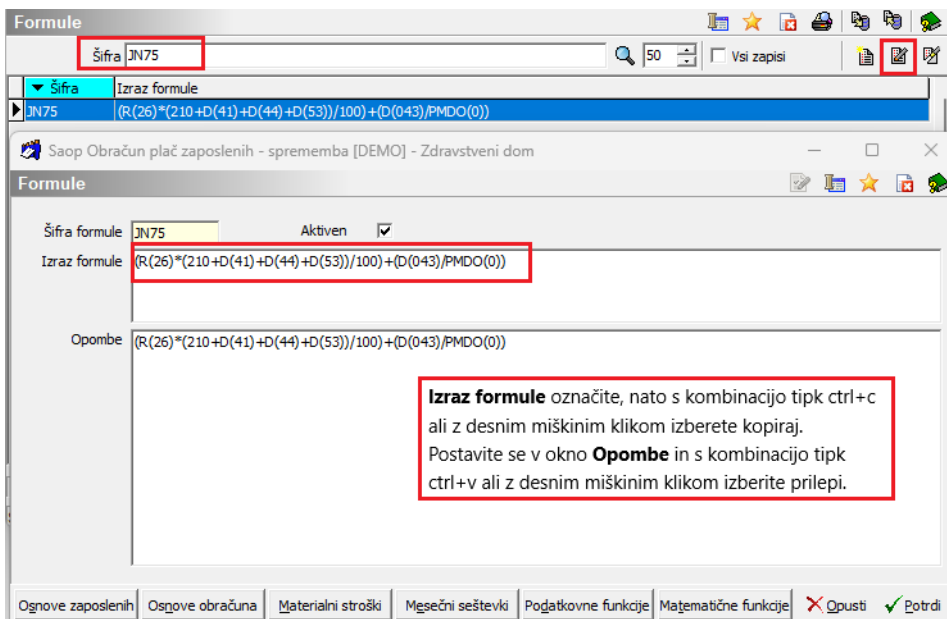 Formule
Šifra JN75 50 Vsi zapisi
Šifra Izraz formule
JN75 (R(26)*(210+D(41)+D(44)+D(53))/100)+(D(043)/PMDO(0))
Saop Obračun plač zaposlenih - sprememba [DEMO] - Zdravstveni dom
Formule
Šifra formule JN75 Aktiven
Izraz formule (R(26)*(210+D(41)+D(44)+D(53))/100)+(D(043)/PMDO(0))
Opombe (R(26)*(210+D(41)+D(44)+D(53))/100)+(D(043)/PMDO(0))
Izraz formule označite, nato s kombinacijo tipk ctrl+c
ali z desnim miškinim klikom izberete kopiraj.
Postavite se v okno Opombe in s kombinacijo tipk
ctrl+v ali z desnim miškinim klikom izberite prilepi.
Osnove zaposlenih Osnove obračuna Materialni stroški Mesečni seštevki Podatkovne funkcije Matematične funkcije Opusti Potrdi